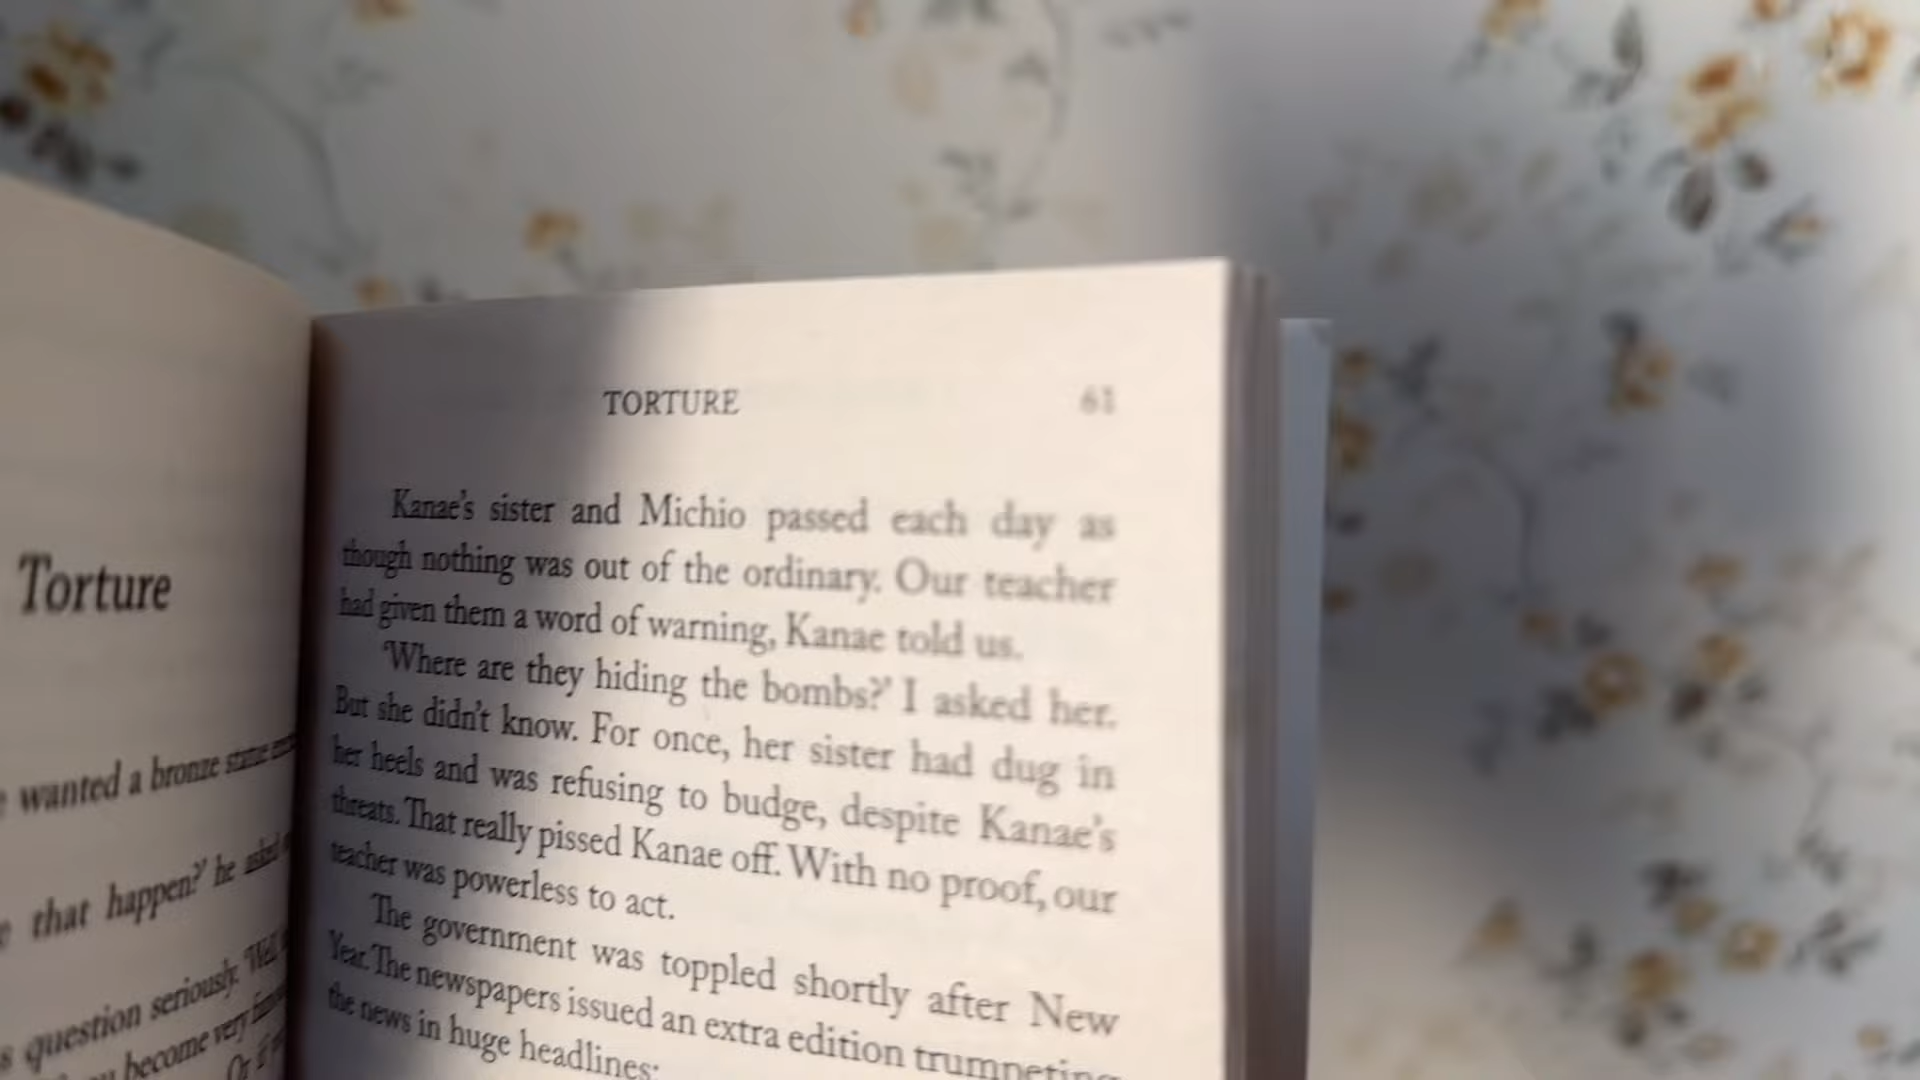 Torture
wanted a bronze statue
that happen?' he asked
question seriously. 'Well,
become very
Or if
TORTURE 61
Kanae's sister and Michio passed each day as
though nothing was out of the ordinary. Our teacher
had given them a word of warning, Kanae told us.
'Where are they hiding the bombs?' I asked her.
But she didn't know. For once, her sister had dug in
her heels and was refusing to budge, despite Kanae's
threats. That really pissed Kanae off. With no proof, our
teacher was powerless to act.
The government was toppled shortly after New
Year. The newspapers issued an extra edition trumpeting
the news in huge headlines: